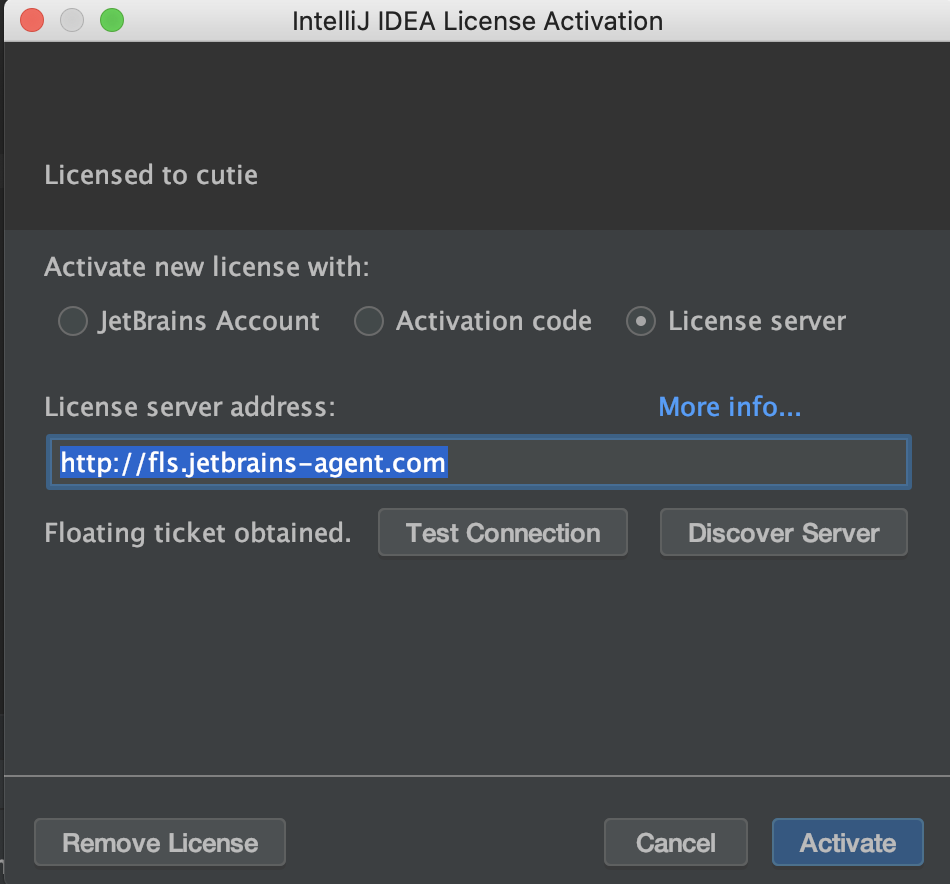 IntelliJ IDEA License Activation
Licensed to cutie
Activate new license with:
JetBrains Account Activation code License server
License server address: More info...
http://fls.jetbrains-agent.com
Floating ticket obtained. Test Connection Discover Server
Remove License Cancel Activate